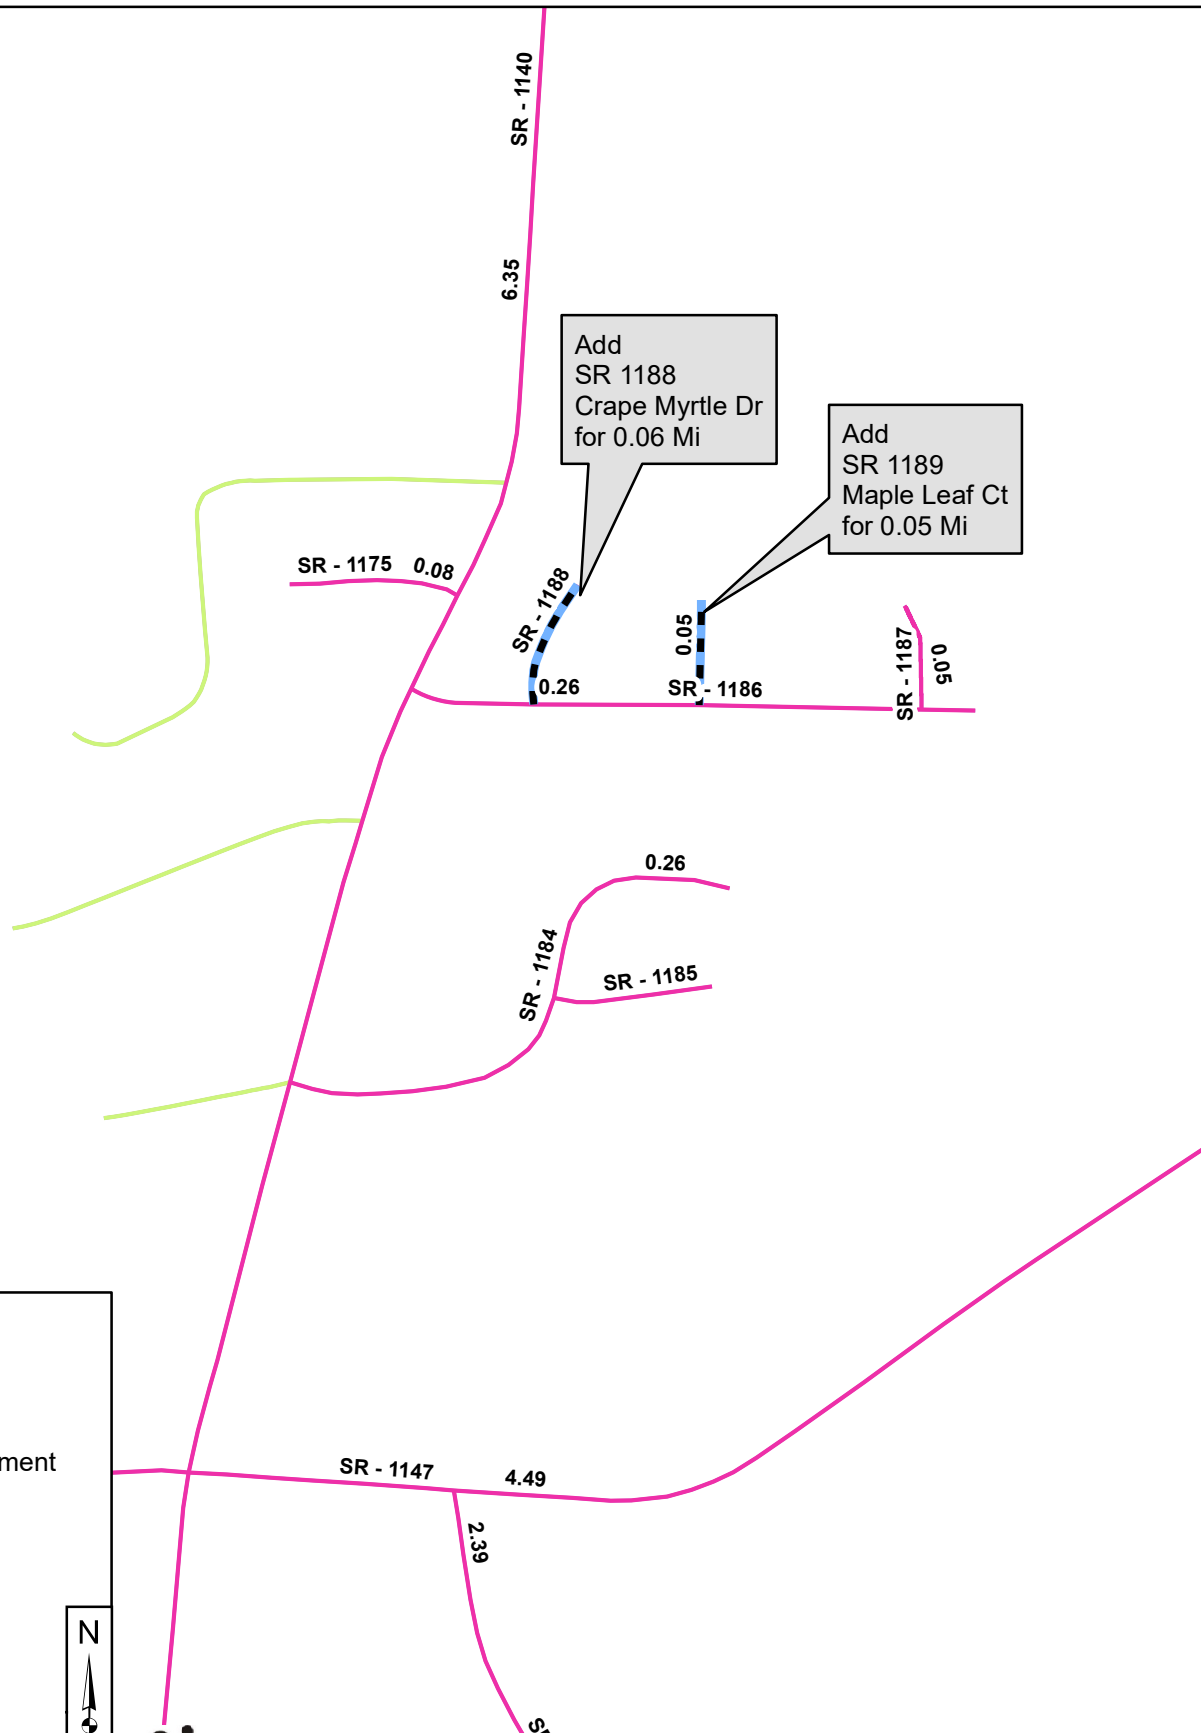 SR - 1140
6.35
Add
SR 1188
Crape Myrtle Dr
for 0.06 Mi
Add
SR 1189
Maple Leaf Ct
for 0.05 Mi
SR - 1175 0.08
SR - 1188
0.05
SR - 1187
0.05
0.26
SR - 1186
0.26
SR - 1184
SR - 1185
ment
SR - 1147 4.49
2.39
N